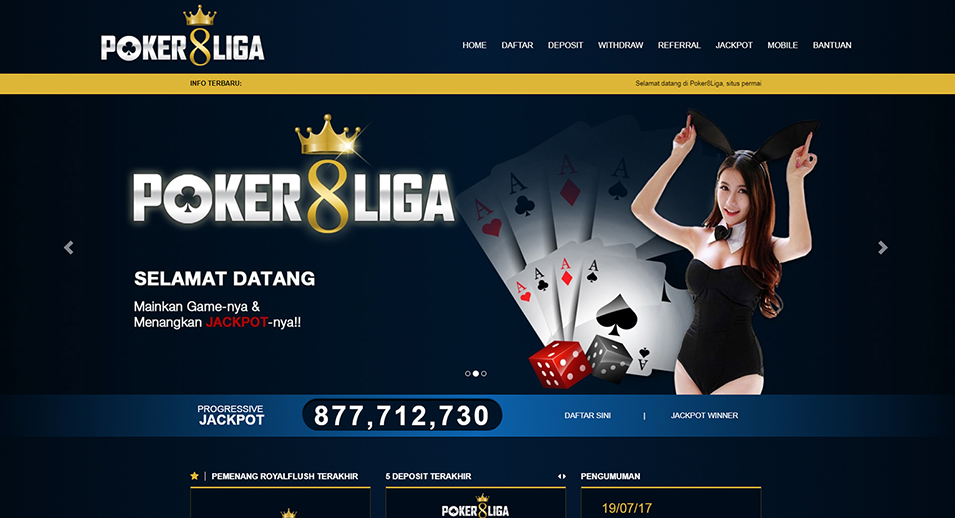 POKER8LIGA
HOME DAFTAR DEPOSIT WITHDRAW REFERRAL JACKPOT MOBILE BANTUAN
INFO TERBARU: Selamat datang di Poker8Liga, situs permai
POKER8LIGA
SELAMAT DATANG
Mainkan Game-nya &
Menangkan JACKPOT-nya!!
A A A A
A A A A
A
PROGRESSIVE
JACKPOT
877,712,730
DAFTAR SINI | JACKPOT WINNER
PEMENANG ROYALFLUSH TERAKHIR
5 DEPOSIT TERAKHIR
PENGUMUMAN
POKER8LIGA
19/07/17